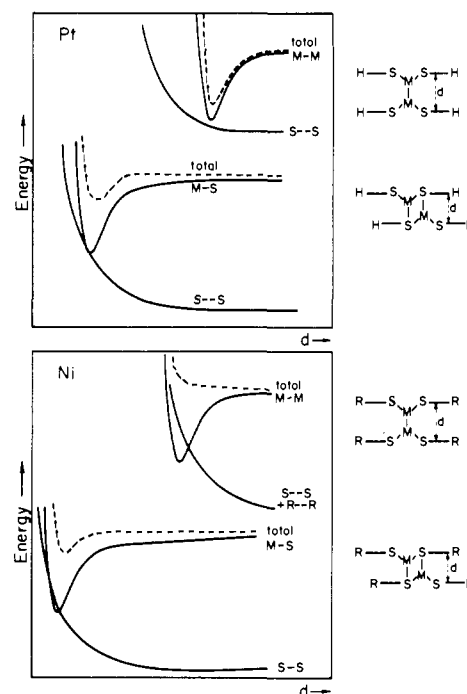 Pt
total
M-M
S--S
total
M-S
S--S
Energy
d
H S S H
M
M
d
H S S H
H S S H
M
M
d
H S S H
Ni
total
M-M
S--S
+R--R
total
M-S
S-S
Energy
d
R S S R
M
M
d
R S S R
R S S R
M
M
d
R S S